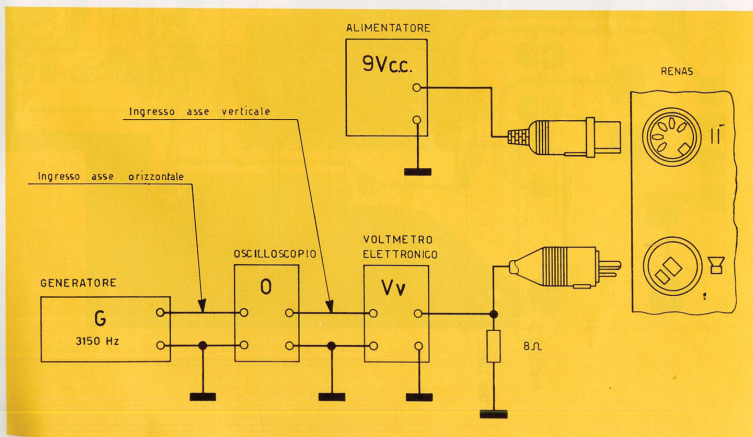 ALIMENTATORE
9Vc.c.
RENAS
Ingresso asse verticale
Ingresso asse orizzontale
OSCILLOSCOPIO
VOLTMETRO
ELETTRONICO
GENERATORE
O
Vv
G
3150 Hz
8Ω